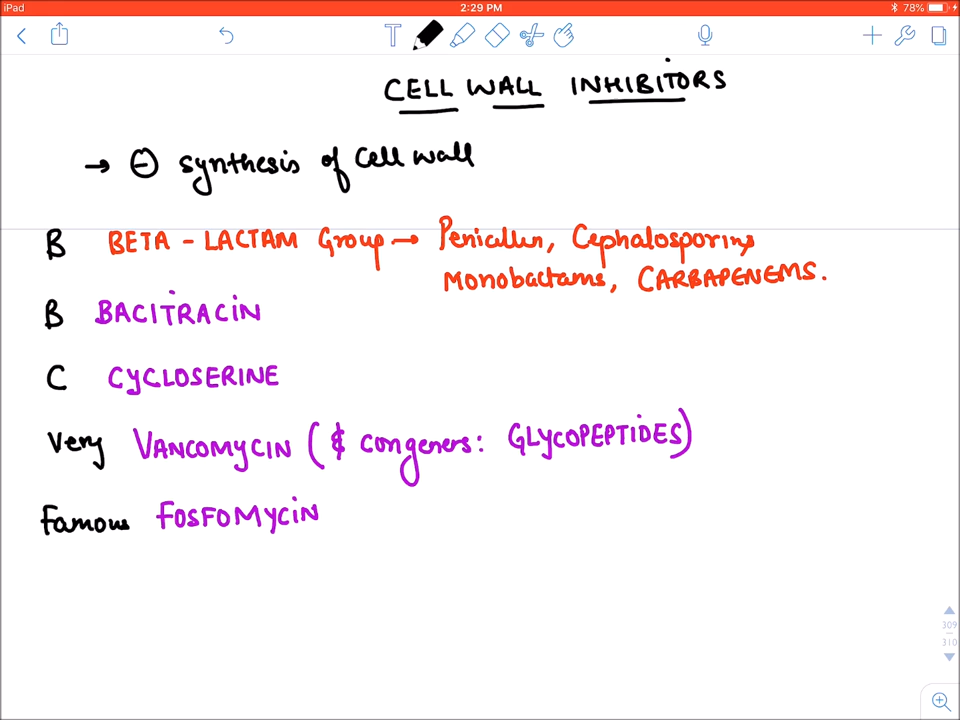 iPad 2:29 PM 78%
T
CELL WALL INHIBITORS
→ ⊖ synthesis of cell wall
B BETA - LACTAM Group → Penicillin, Cephalosporins,
Monobactams, CARBAPENEMS.
B BACITRACIN
C CYCLOSERINE
Very VANCOMYCIN ( & congeners: GLYCOPEPTIDES)
Famous FOSFOMYCIN
309
310